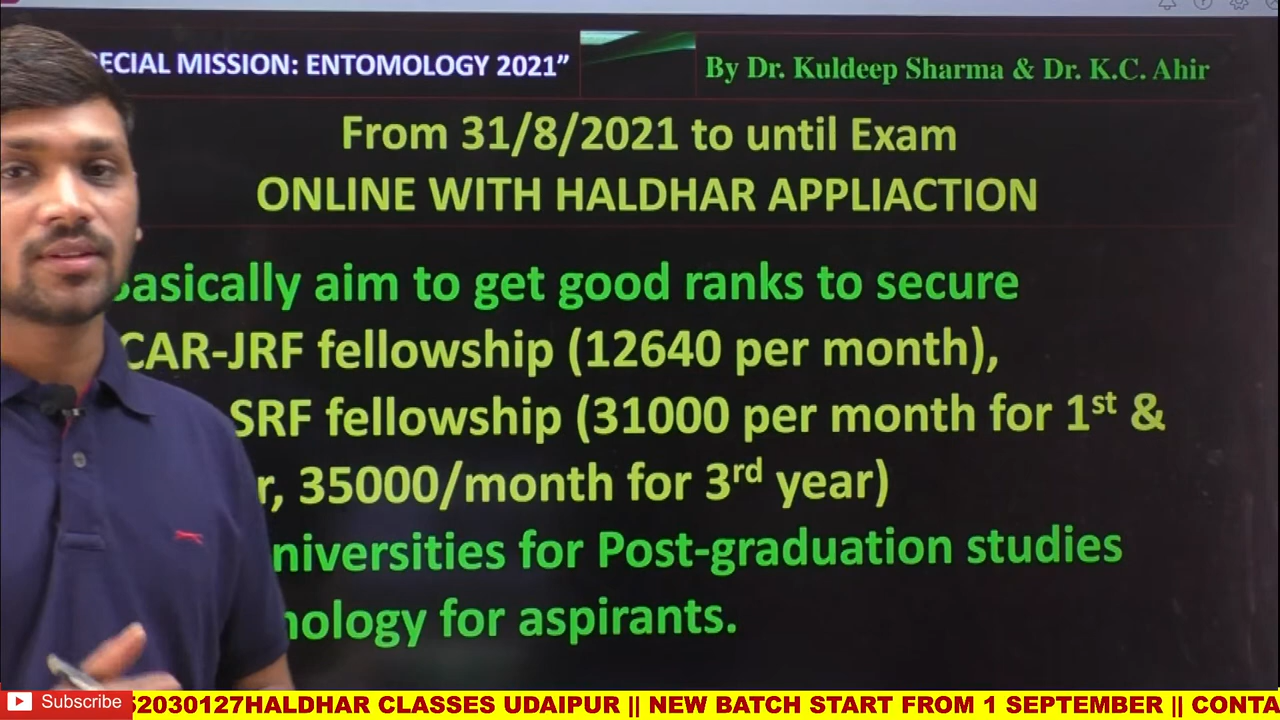 ECIAL MISSION: ENTOMOLOGY 2021”
By Dr. Kuldeep Sharma & Dr. K.C. Ahir
From 31/8/2021 to until Exam
ONLINE WITH HALDHAR APPLIACTION
Basically aim to get good ranks to secure
CAR-JRF fellowship (12640 per month),
SRF fellowship (31000 per month for 1st &
r, 35000/month for 3rd year)
niversities for Post-graduation studies
nology for aspirants.
Subscribe
52030127HALDHAR CLASSES UDAIPUR || NEW BATCH START FROM 1 SEPTEMBER || CONTA